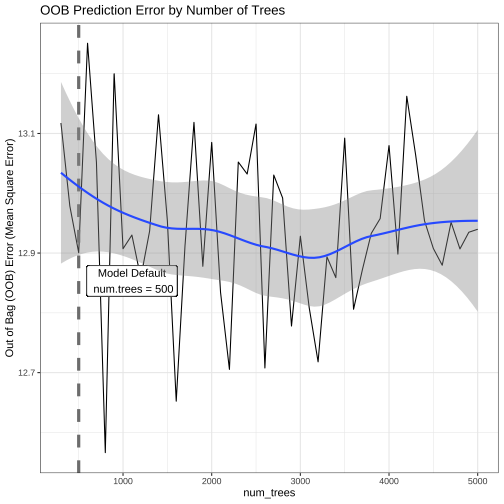 OOB Prediction Error by Number of Trees
Out of Bag (OOB) Error (Mean Square Error)
13.1
12.9
12.7
Model Default
num.trees = 500
1000
2000
3000
4000
5000
num_trees